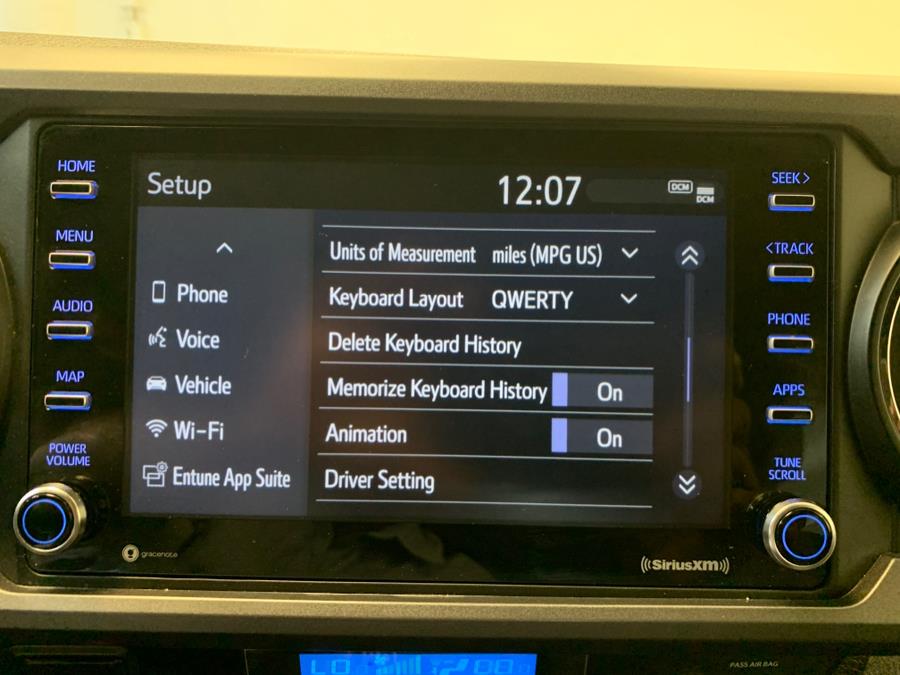 HOME
MENU
AUDIO
MAP
POWER
VOLUME
Setup
12:07
DCM
DCM
Phone
Voice
Vehicle
Wi-Fi
Entune App Suite
Units of Measurement miles (MPG US)
Keyboard Layout QWERTY
Delete Keyboard History
Memorize Keyboard History On
Animation On
Driver Setting
SEEK>
<TRACK
PHONE
APPS
TUNE
SCROLL
gracenote
((SiriusXM))
LO
PASS AIR BAG